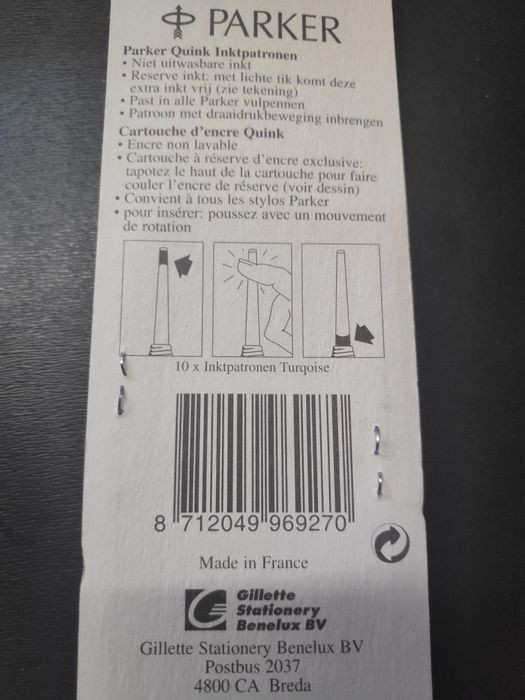 PARKER
Parker Quink Inktpatronen
• Niet uitwasbare inkt
• Reserve inkt: met lichte tik komt deze
extra inkt vrij (zie tekening)
• Past in alle Parker vulpennen
• Patroon met draaidrukbeweging inbrengen
Cartouche d'encre Quink
• Encre non lavable
• Cartouche à réserve d'encre exclusive:
tapotez le haut de la cartouche pour faire
couler l'encre de réserve (voir dessin)
• Convient à tous les stylos Parker
• pour insérer: poussez avec un mouvement
de rotation
10 x Inktpatronen Turqoise
8 712049 969270
Made in France
Gillette
Stationery
Benelux BV
Gillette Stationery Benelux BV
Postbus 2037
4800 CA Breda